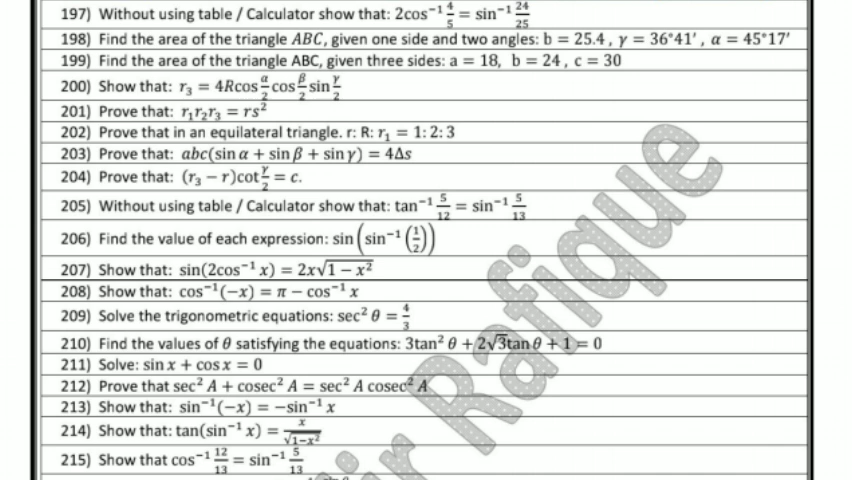 197) Without using table / Calculator show that: 2cos⁻¹ 4/5 = sin⁻¹ 24/25
198) Find the area of the triangle ABC, given one side and two angles: b = 25.4 , γ = 36°41′ , α = 45°17′
199) Find the area of the triangle ABC, given three sides: a = 18, b = 24 , c = 30
200) Show that: r₃ = 4Rcos α/2 cos β/2 sin γ/2
201) Prove that: r₁r₂r₃ = rs²
202) Prove that in an equilateral triangle. r: R: r₁ = 1: 2: 3
203) Prove that: abc(sin α + sin β + sin γ) = 4Δs
204) Prove that: (r₃ − r)cot γ/2 = c.
205) Without using table / Calculator show that: tan⁻¹ 5/12 = sin⁻¹ 5/13
206) Find the value of each expression: sin(sin⁻¹(1/2))
207) Show that: sin(2cos⁻¹ x) = 2x√(1 − x²)
208) Show that: cos⁻¹(−x) = π − cos⁻¹ x
209) Solve the trigonometric equations: sec² θ = 4/3
210) Find the values of θ satisfying the equations: 3tan² θ + 2√3tan θ + 1 = 0
211) Solve: sin x + cos x = 0
212) Prove that sec² A + cosec² A = sec² A cosec² A
213) Show that: sin⁻¹(−x) = −sin⁻¹ x
214) Show that: tan(sin⁻¹ x) = x/√(1−x²)
215) Show that cos⁻¹ 12/13 = sin⁻¹ 5/13
Rafique